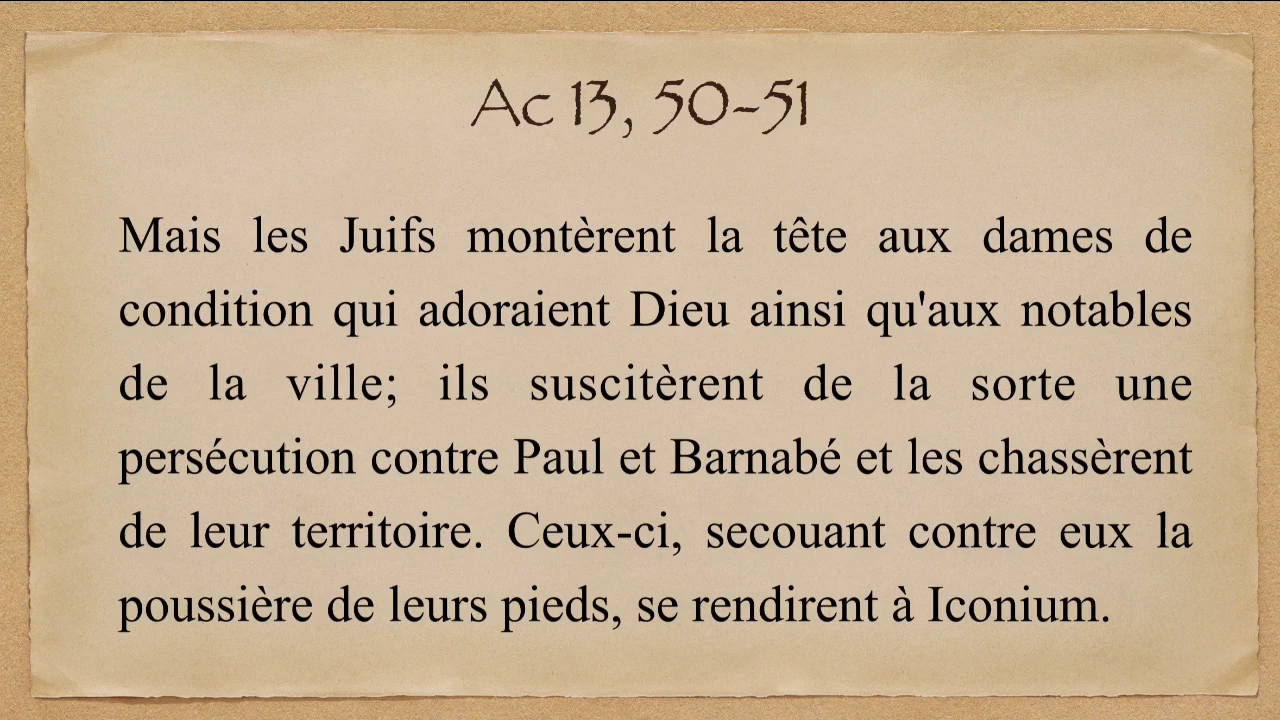 Ac 13, 50-51
Mais les Juifs montèrent la tête aux dames de
condition qui adoraient Dieu ainsi qu'aux notables
de la ville; ils suscitèrent de la sorte une
persécution contre Paul et Barnabé et les chassèrent
de leur territoire. Ceux-ci, secouant contre eux la
poussière de leurs pieds, se rendirent à Iconium.